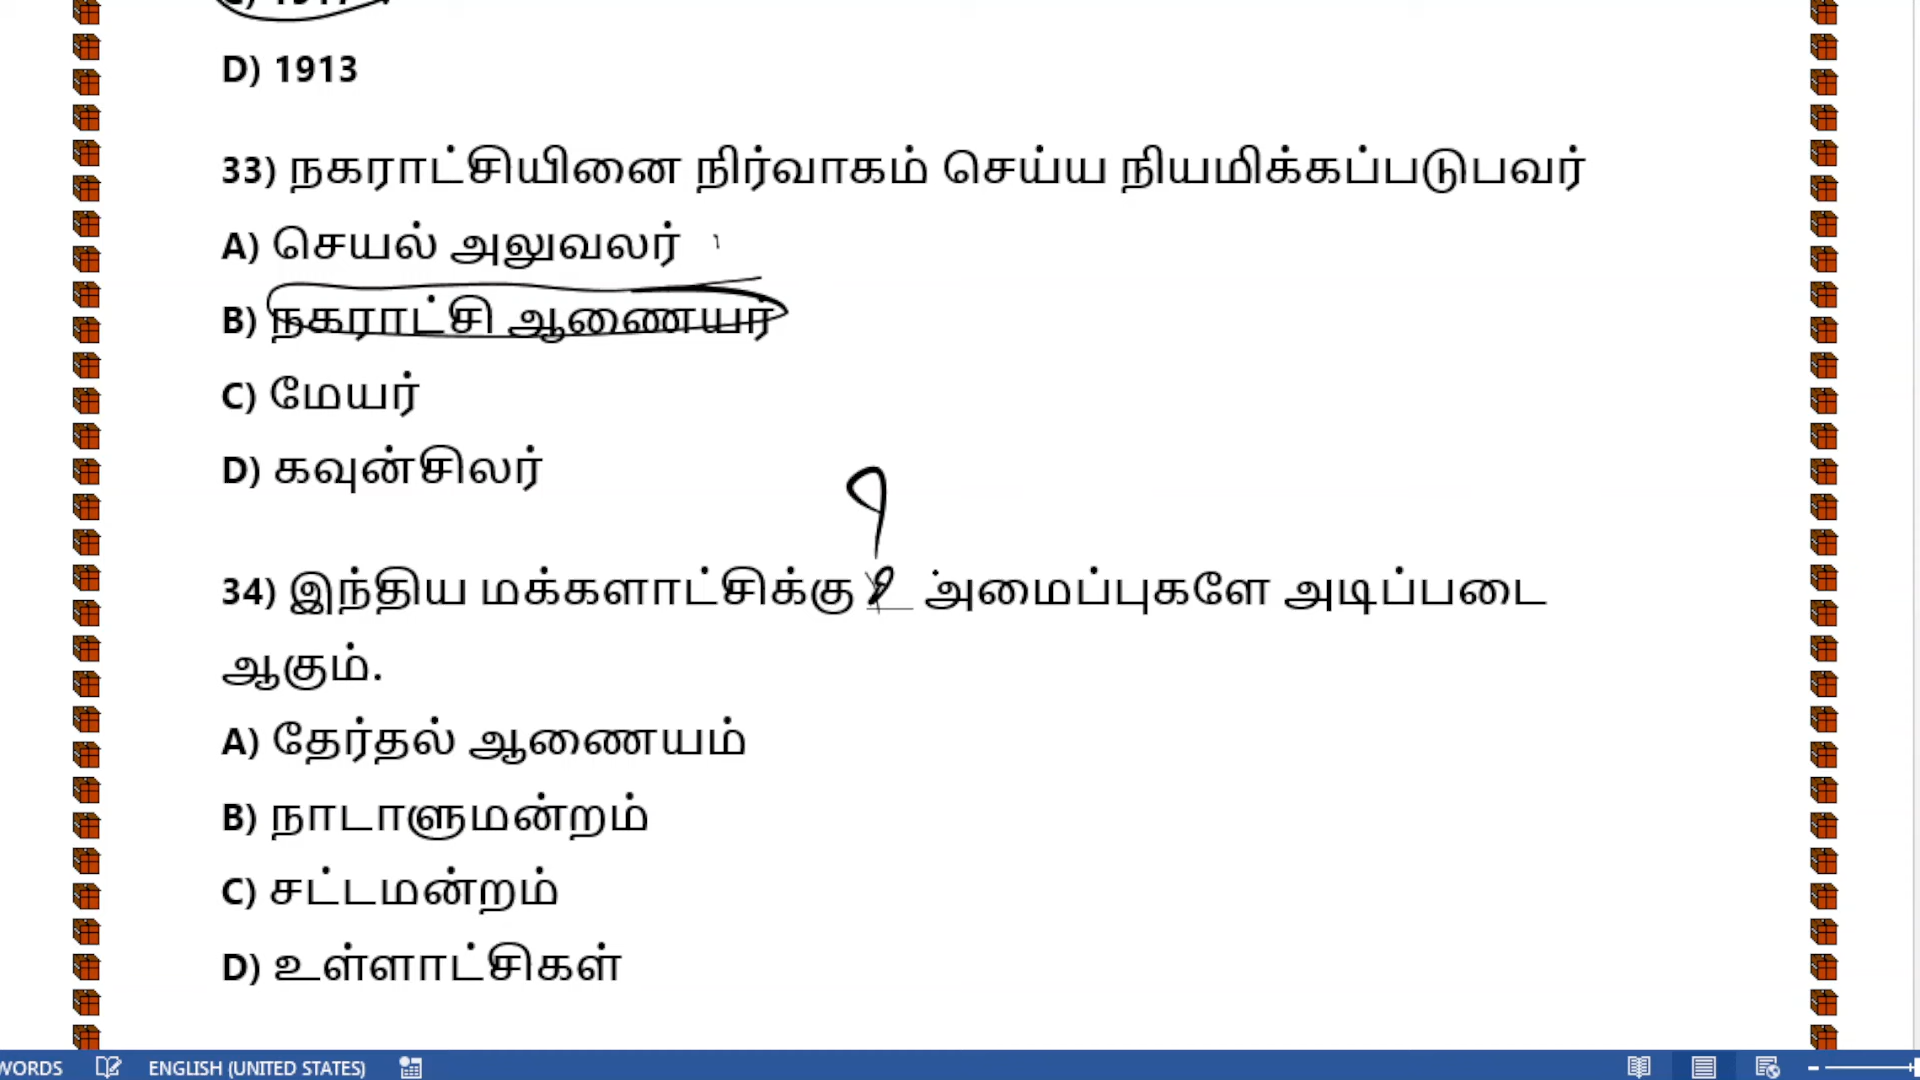 D) 1913
33) நகராட்சியினை நிர்வாகம் செய்ய நியமிக்கப்படுபவர்
A) செயல் அலுவலர்
B) நகராட்சி ஆணையர்
C) மேயர்
D) கவுன்சிலர்
34) இந்திய மக்களாட்சிக்கு அமைப்புகளே அடிப்படை
ஆகும்.
A) தேர்தல் ஆணையம்
B) நாடாளுமன்றம்
C) சட்டமன்றம்
D) உள்ளாட்சிகள்
WORDS ENGLISH (UNITED STATES)